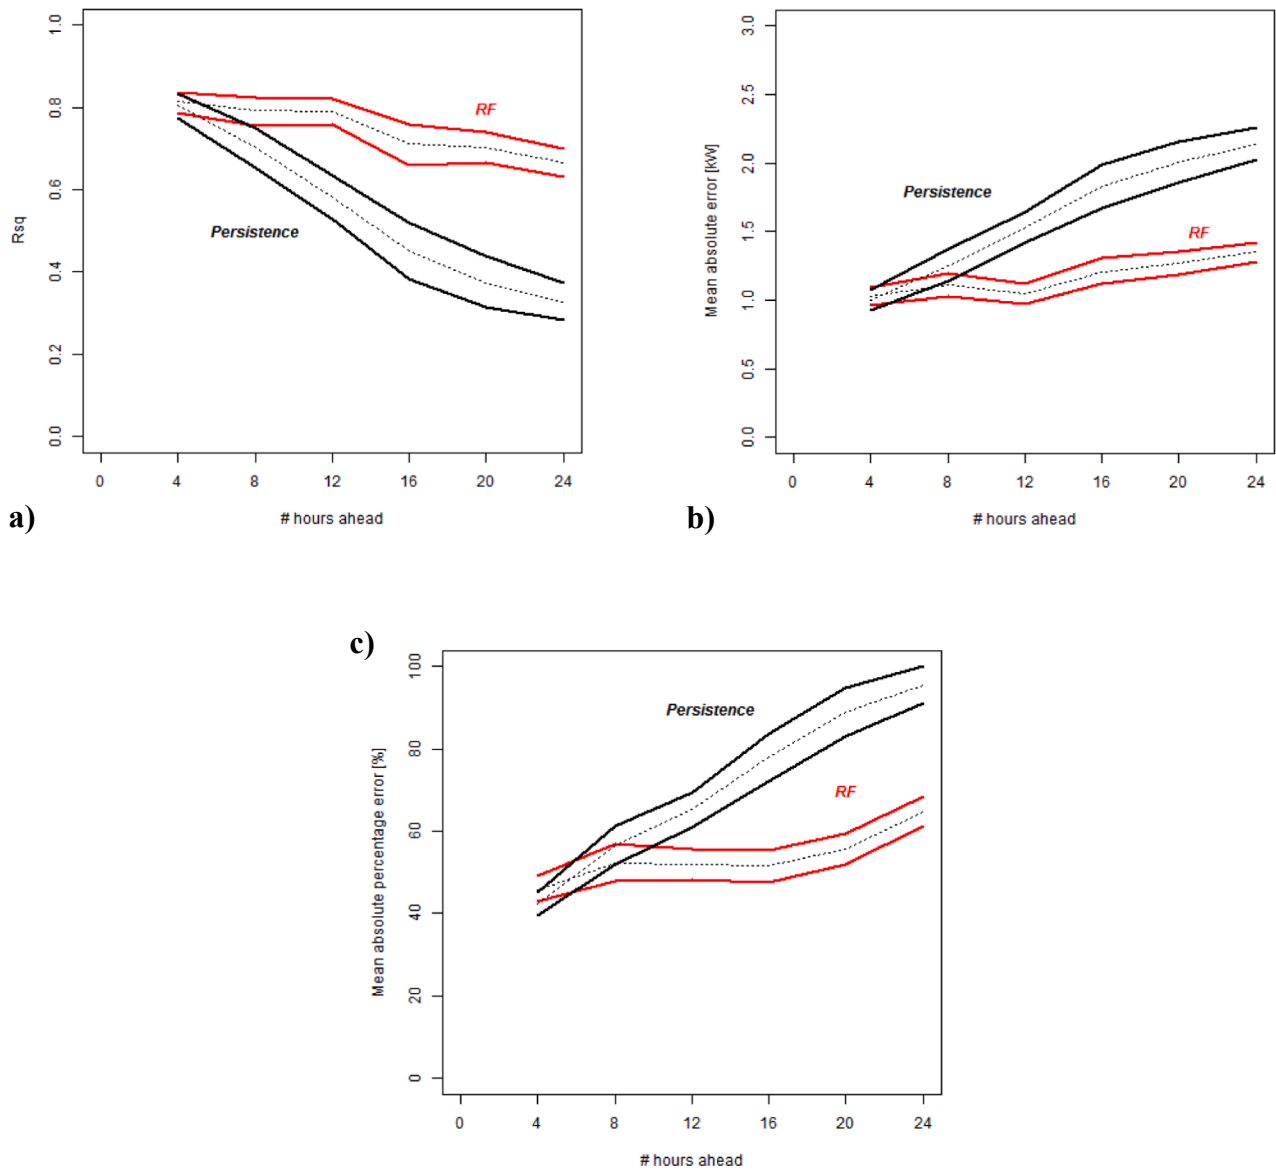 1.0
0.8
0.6
0.4
0.2
0.0
Rsq
RF
Persistence
0 4 8 12 16 20 24
# hours ahead
a)
3.0
2.5
2.0
1.5
1.0
0.5
0.0
Mean absolute error [kW]
Persistence
RF
0 4 8 12 16 20 24
# hours ahead
b)
c)
100
80
60
40
20
0
Mean absolute percentage error [%]
Persistence
RF
0 4 8 12 16 20 24
# hours ahead